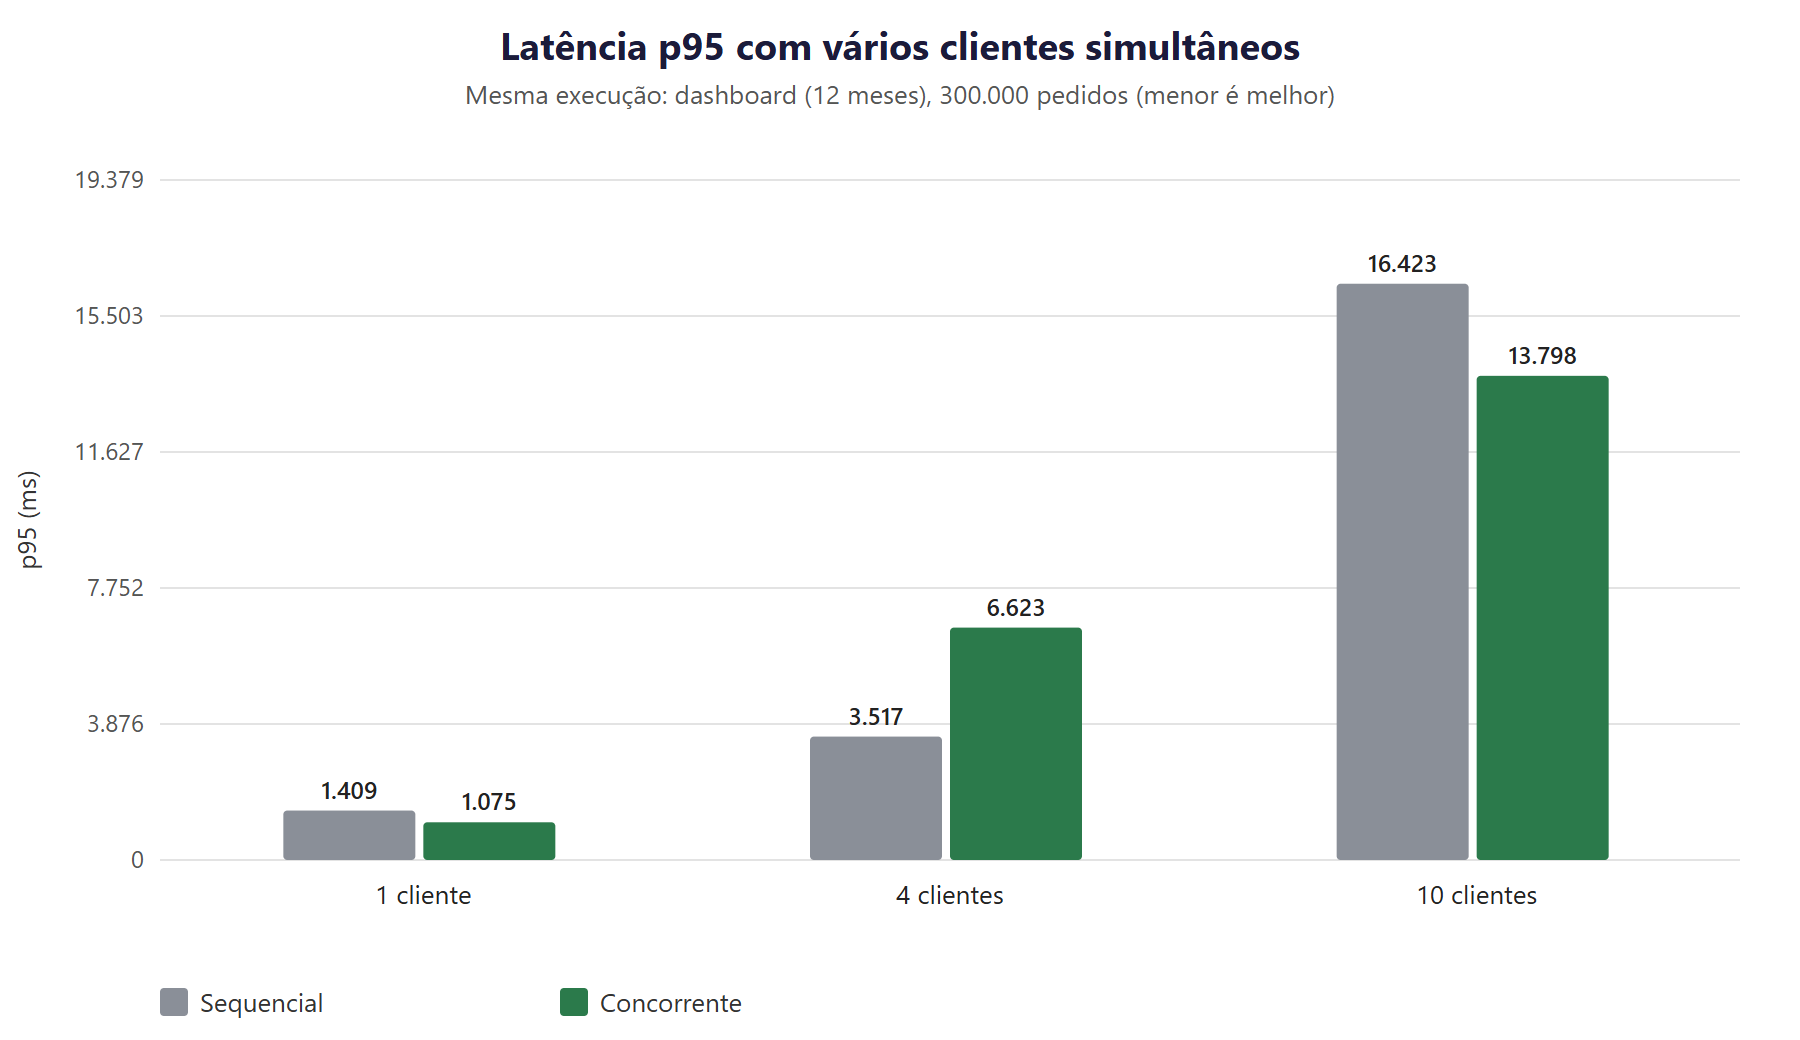 Latência p95 com vários clientes simultâneos
Mesma execução: dashboard (12 meses), 300.000 pedidos (menor é melhor)
p95 (ms)
19.379
15.503
11.627
7.752
3.876
0
1.409
1.075
3.517
6.623
16.423
13.798
1 cliente
4 clientes
10 clientes
Sequencial
Concorrente